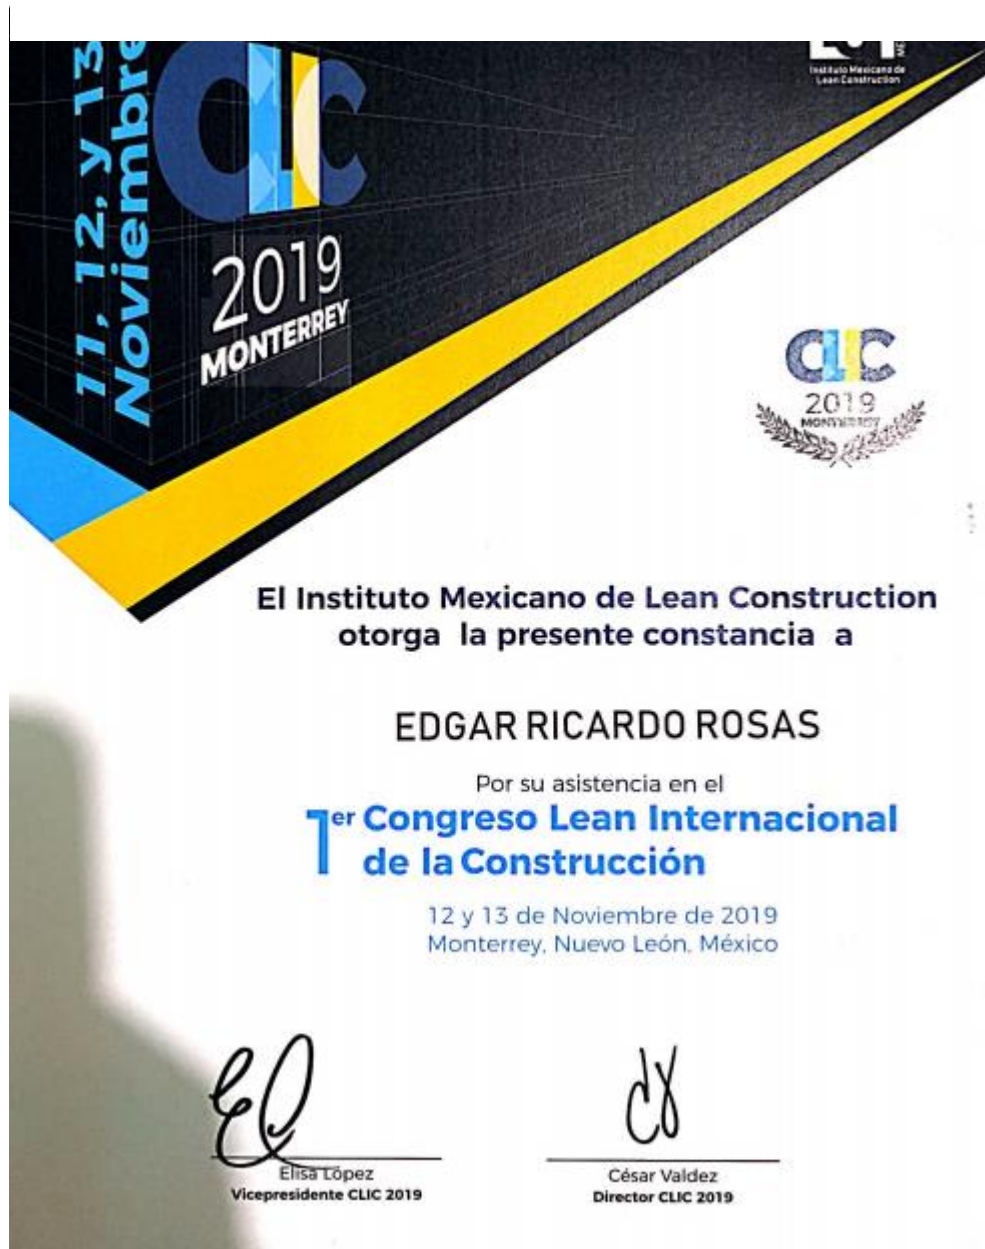 11, 12, y 13
Noviembre
CLIC
2019
MONTERREY
Instituto Mexicano de
Lean Construction
CLIC
2019
MONTERREY
El Instituto Mexicano de Lean Construction
otorga la presente constancia a
EDGAR RICARDO ROSAS
Por su asistencia en el
1er Congreso Lean Internacional
de la Construcción
12 y 13 de Noviembre de 2019
Monterrey, Nuevo León, México
Elisa López
Vicepresidente CLIC 2019
César Valdez
Director CLIC 2019